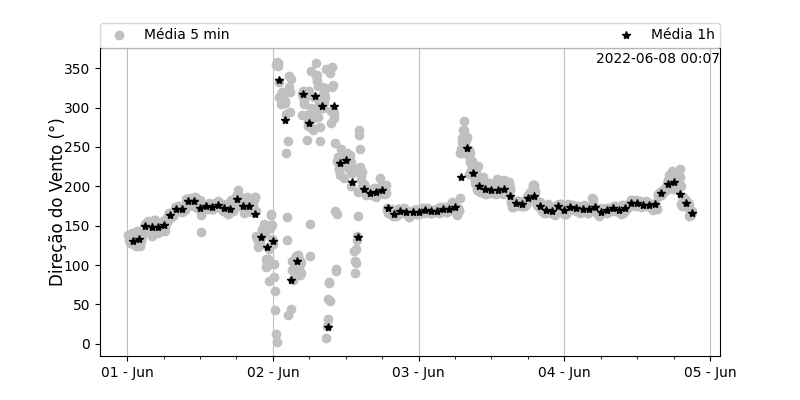 Média 5 min
Média 1h
2022-06-08 00:07
Direção do Vento (°)
350
300
250
200
150
100
50
0
01 - Jun
02 - Jun
03 - Jun
04 - Jun
05 - Jun